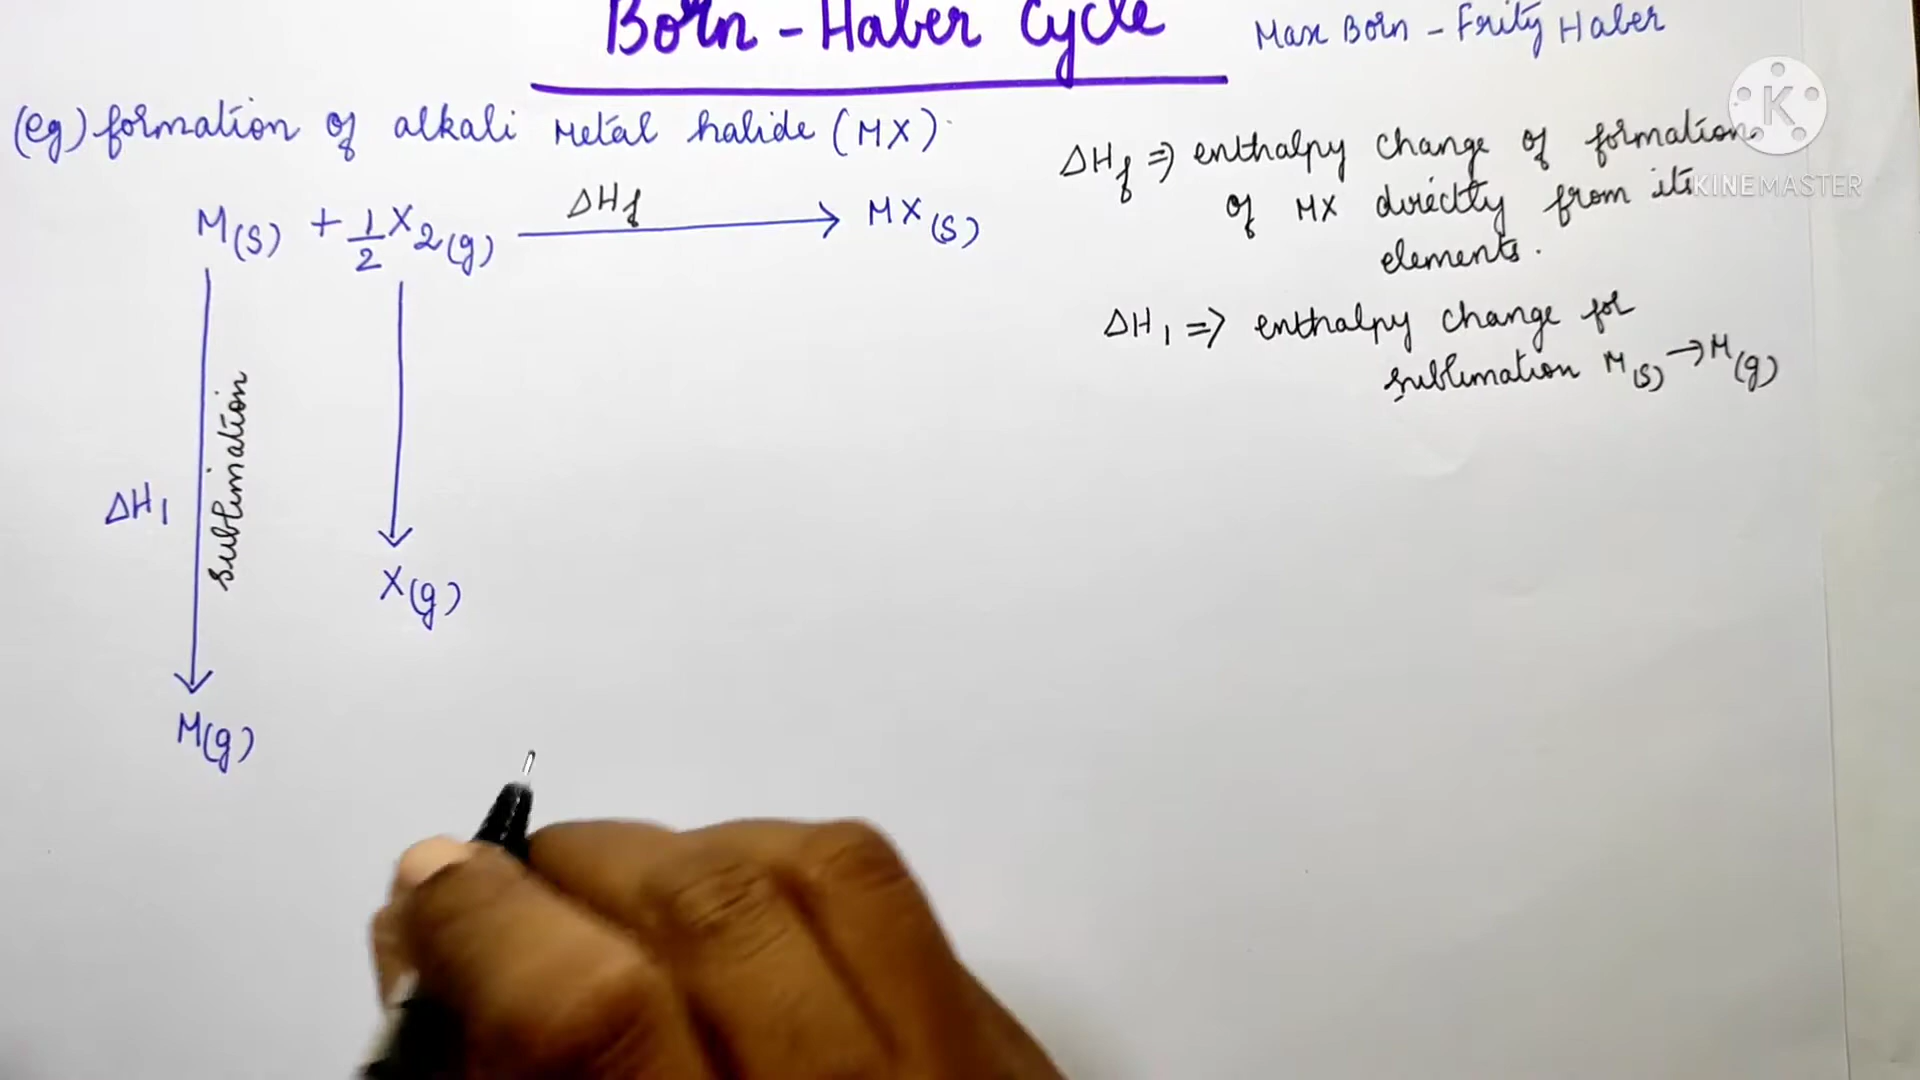 Born - Haber Cycle
Max Born - Frity Haber
(eg) formation of alkali Metal halide (MX).
M(s) + 1/2 X2(g) ΔHf → MX(s)
ΔHf ⇒ enthalpy change of formation
of MX directly from its
elements.
ΔH1 ⇒ enthalpy change for
sublimation M(s) → M(g)
ΔH1
sublimation
X(g)
M(g)
K
KINEMASTER